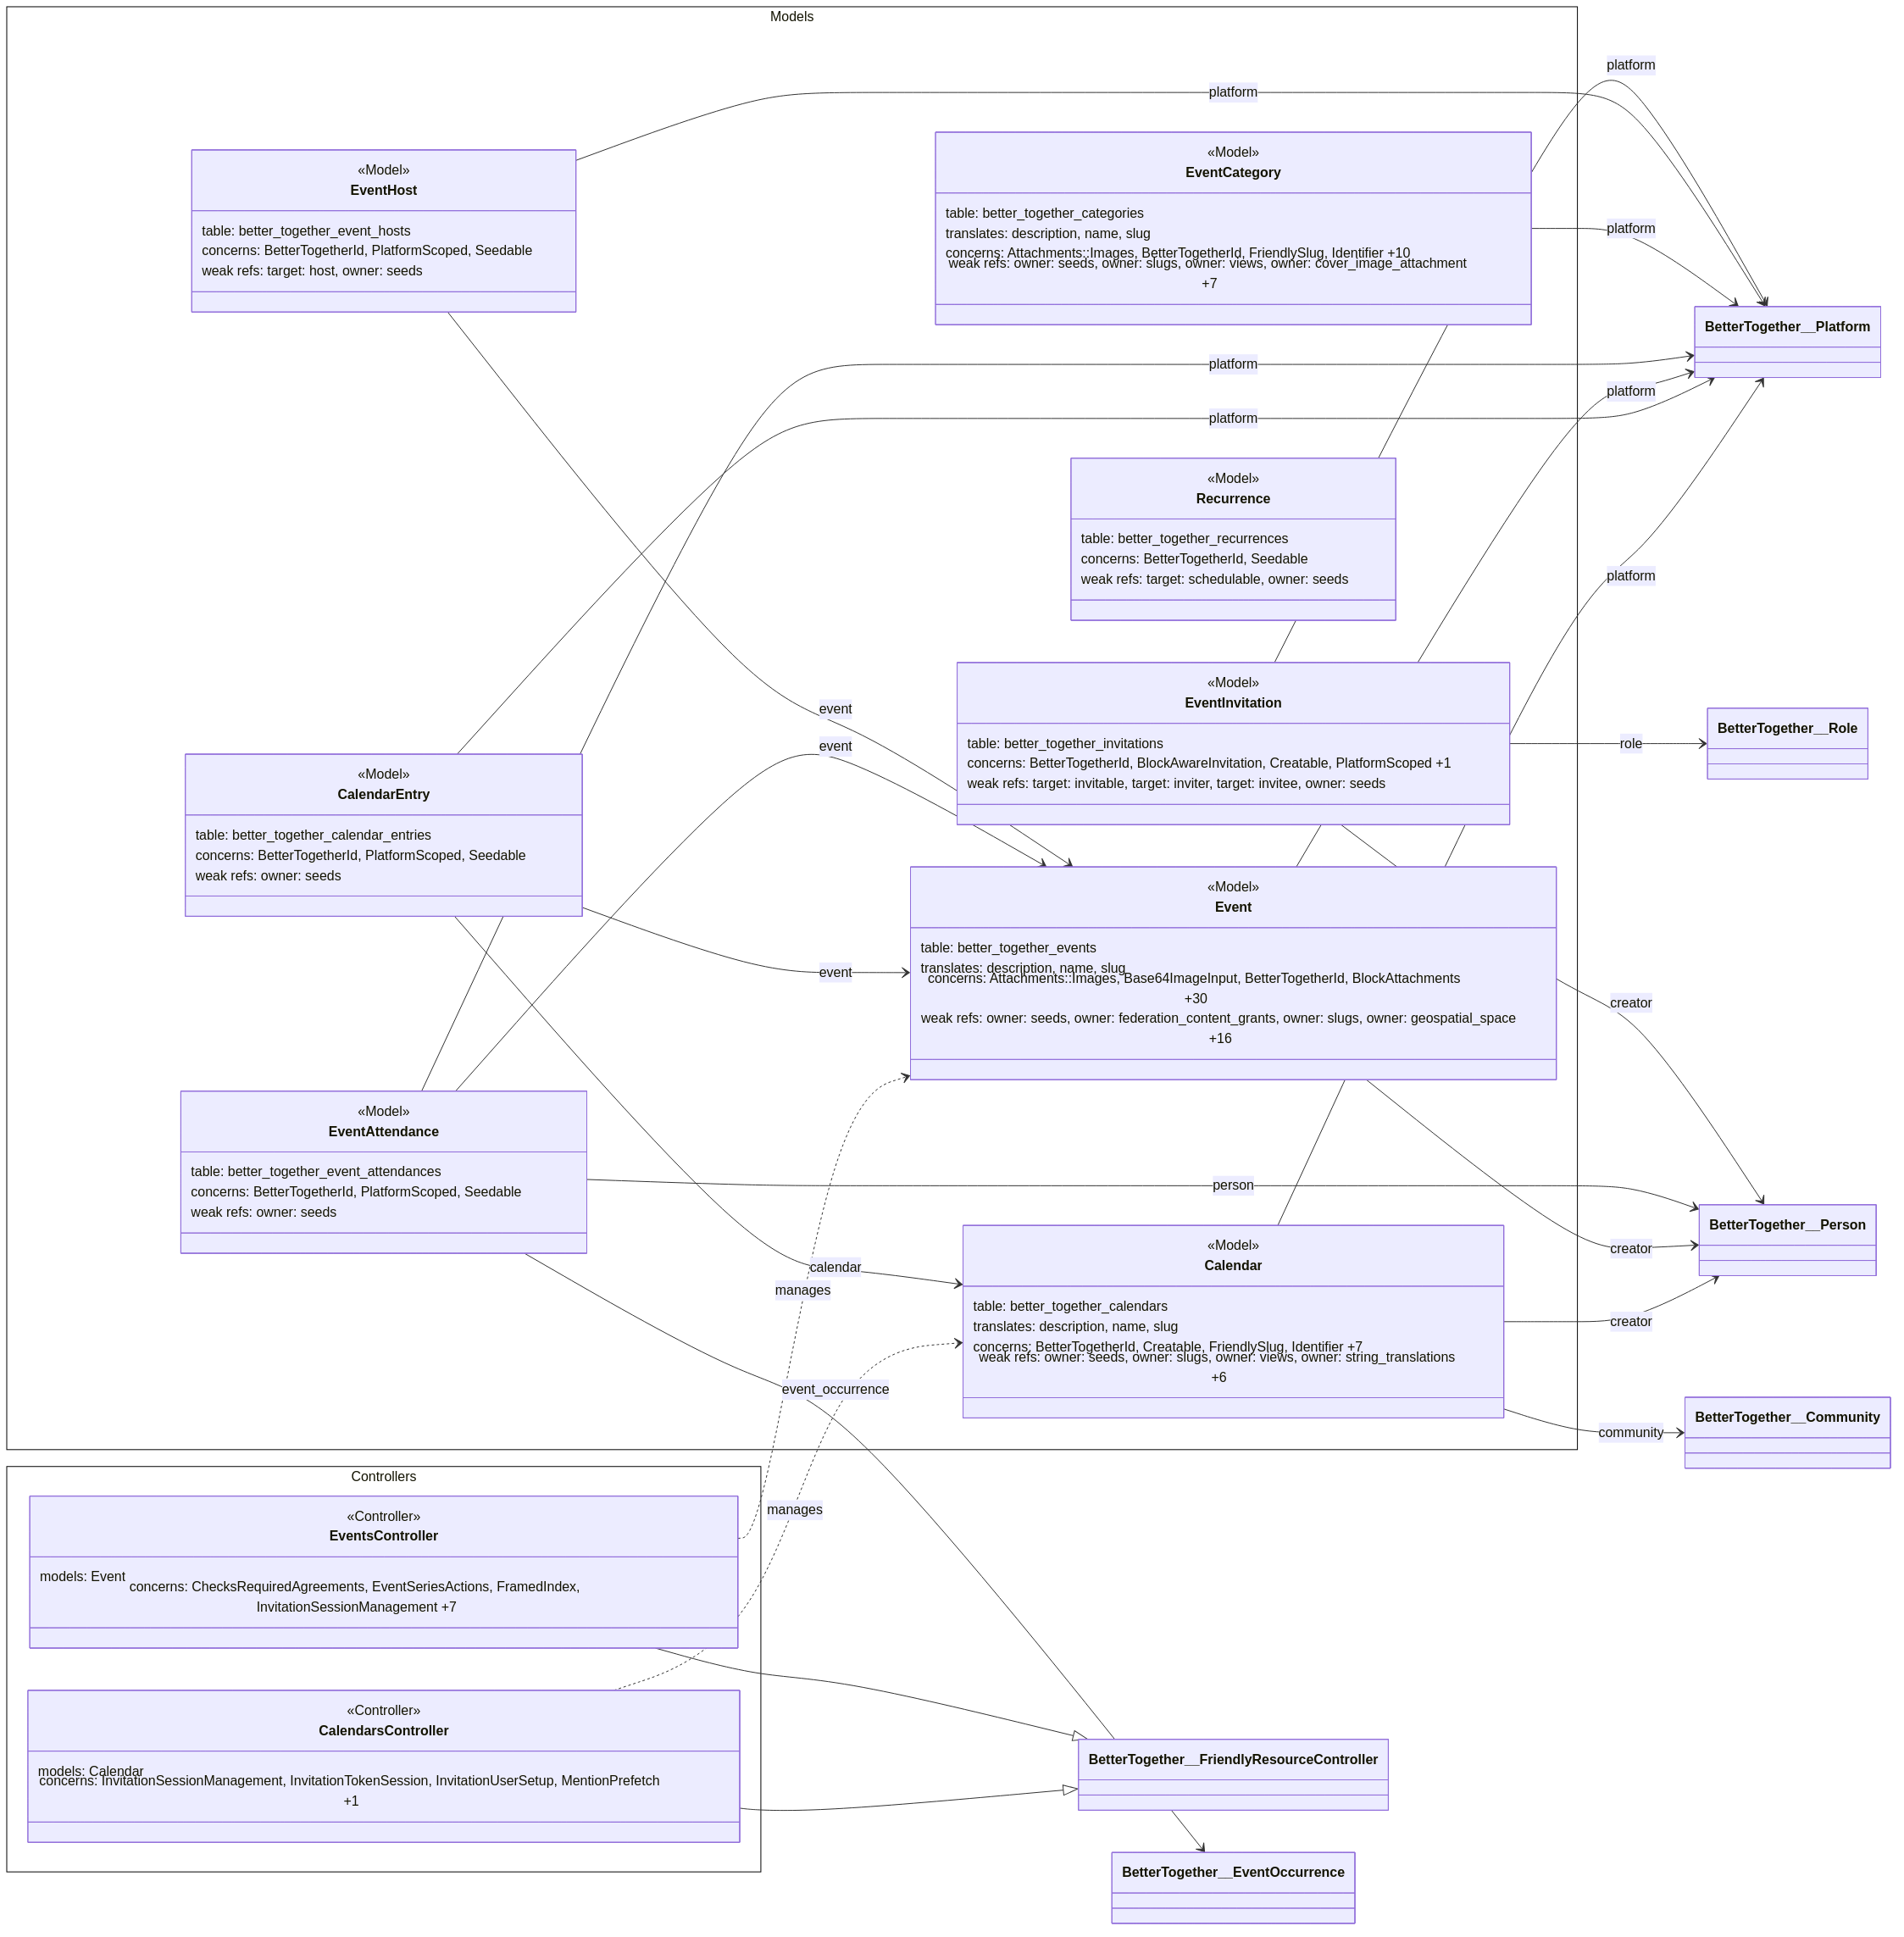 Models
platform
platform
«Model»
EventHost
table: better_together_event_hosts
concerns: BetterTogetherId, PlatformScoped, Seedable
weak refs: target: host, owner: seeds
«Model»
EventCategory
table: better_together_categories
translates: description, name, slug
concerns: Attachments::Images, BetterTogetherId, FriendlySlug, Identifier +10
weak refs: owner: seeds, owner: slugs, owner: views, owner: cover_image_attachment
+7
platform
BetterTogether__Platform
platform
platform
platform
«Model»
Recurrence
table: better_together_recurrences
concerns: BetterTogetherId, Seedable
weak refs: target: schedulable, owner: seeds
platform
«Model»
EventInvitation
table: better_together_invitations
concerns: BetterTogetherId, BlockAwareInvitation, Creatable, PlatformScoped +1
weak refs: target: invitable, target: inviter, target: invitee, owner: seeds
role
BetterTogether__Role
event
event
«Model»
CalendarEntry
table: better_together_calendar_entries
concerns: BetterTogetherId, PlatformScoped, Seedable
weak refs: owner: seeds
event
«Model»
Event
table: better_together_events
translates: description, name, slug
concerns: Attachments::Images, Base64ImageInput, BetterTogetherId, BlockAttachments
+30
weak refs: owner: seeds, owner: federation_content_grants, owner: slugs, owner: geospatial_space
+16
creator
«Model»
EventAttendance
table: better_together_event_attendances
concerns: BetterTogetherId, PlatformScoped, Seedable
weak refs: owner: seeds
person
BetterTogether__Person
creator
calendar
manages
«Model»
Calendar
table: better_together_calendars
translates: description, name, slug
concerns: BetterTogetherId, Creatable, FriendlySlug, Identifier +7
weak refs: owner: seeds, owner: slugs, owner: views, owner: string_translations
+6
creator
event_occurrence
community
BetterTogether__Community
Controllers
manages
«Controller»
EventsController
models: Event
concerns: ChecksRequiredAgreements, EventSeriesActions, FramedIndex,
InvitationSessionManagement +7
«Controller»
CalendarsController
models: Calendar
concerns: InvitationSessionManagement, InvitationTokenSession, InvitationUserSetup, MentionPrefetch
+1
BetterTogether__FriendlyResourceController
BetterTogether__EventOccurrence